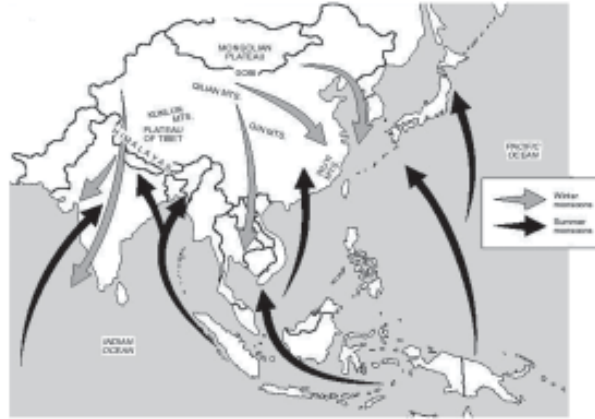 MONGOLIAN
PLATEAU
GOBI
QILIAN MTS.
KUNLUN
MTS.
PLATEAU
OF TIBET
HIMALAYAS
QIN MTS.
MTS.
PACIFIC
OCEAN
Winter
monsoons
Summer
monsoons
INDIAN
OCEAN